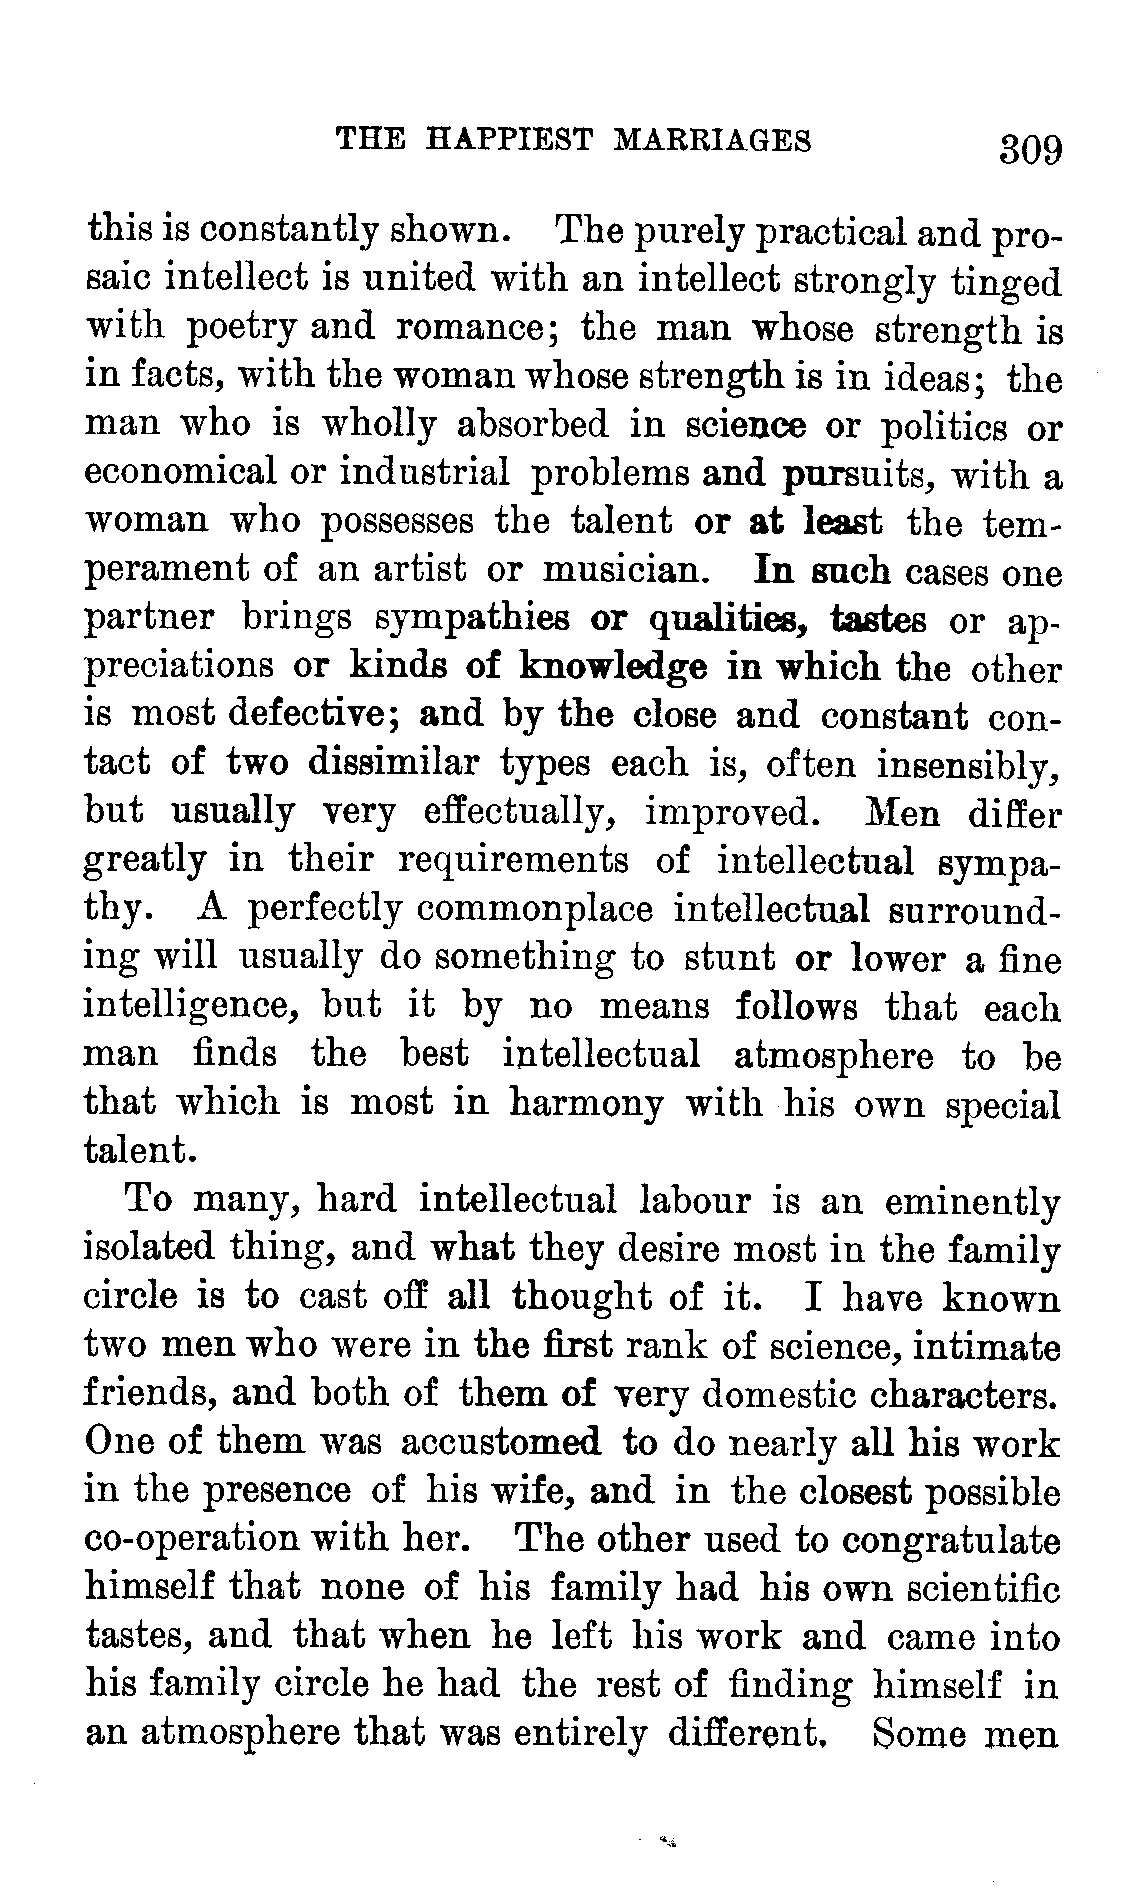 THE HAPPIEST MARRIAGES 309
this is constantly shown. The purely practical and pro-
saic intellect is united with an intellect strongly tinged
with poetry and romance; the man whose strength is
in facts, with the woman whose strength is in ideas; the
man who is wholly absorbed in science or politics or
economical or industrial problems and pursuits, with a
woman who possesses the talent or at least the tem-
perament of an artist or musician. In such cases one
partner brings sympathies or qualities, tastes or ap-
preciations or kinds of knowledge in which the other
is most defective; and by the close and constant con-
tact of two dissimilar types each is, often insensibly,
but usually very effectually, improved. Men differ
greatly in their requirements of intellectual sympa-
thy. A perfectly commonplace intellectual surround-
ing will usually do something to stunt or lower a fine
intelligence, but it by no means follows that each
man finds the best intellectual atmosphere to be
that which is most in harmony with his own special
talent.
To many, hard intellectual labour is an eminently
isolated thing, and what they desire most in the family
circle is to cast off all thought of it. I have known
two men who were in the first rank of science, intimate
friends, and both of them of very domestic characters.
One of them was accustomed to do nearly all his work
in the presence of his wife, and in the closest possible
co-operation with her. The other used to congratulate
himself that none of his family had his own scientific
tastes, and that when he left his work and came into
his family circle he had the rest of finding himself in
an atmosphere that was entirely different. Some men